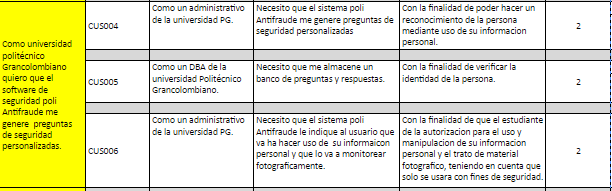 Como universidad
politécnico
Grancolombiano
quiero que el
software de
seguridad poli
Antifraude me
genere preguntas
de seguridad
personalizadas.
CUS004
Como un administrativo
de la universidad PG.
Necesito que el sistema poli
Antifraude me genere preguntas de
seguridad personalizadas
Con la finalidad de poder hacer un
reconocimiento de la persona
mediante uso de su informacion
personal.
2
CUS005
Como un DBA de la
universidad Politécnico
Grancolombiano.
Necesito que me almacene un
banco de preguntas y respuestas.
Con la finalidad de verificar la
identidad de la persona.
2
CUS006
Como un administrativo
de la universidad PG.
Necesito que el sistema poli
Antifraude le indique al usuario que
va ha hacer uso de su informaicon
personal y que lo va a monitorear
fotograficamente.
Con la finalidad de que el estudiante
de la autorizacion para el uso y
manipulacion de su informacion
personal y el trato de material
fotografico, teniendo en cuenta que
solo se usara con fines de seguridad.
2